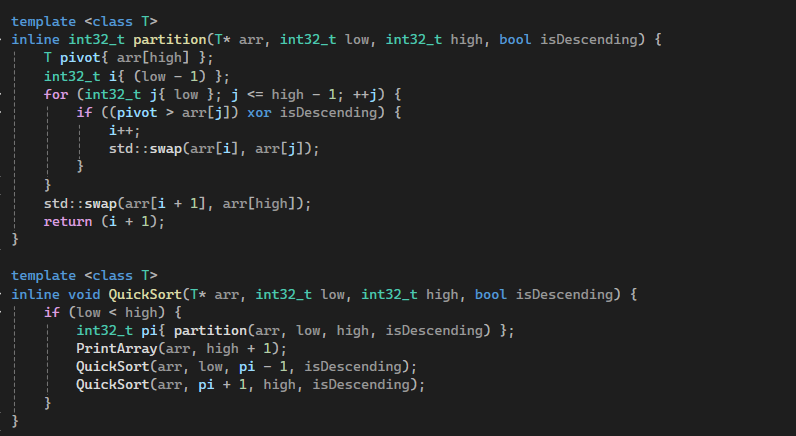 template <class T>
inline int32_t partition(T* arr, int32_t low, int32_t high, bool isDescending) {
    T pivot{ arr[high] };
    int32_t i{ (low - 1) };
    for (int32_t j{ low }; j <= high - 1; ++j) {
        if ((pivot > arr[j]) xor isDescending) {
            i++;
            std::swap(arr[i], arr[j]);
        }
    }
    std::swap(arr[i + 1], arr[high]);
    return (i + 1);
}

template <class T>
inline void QuickSort(T* arr, int32_t low, int32_t high, bool isDescending) {
    if (low < high) {
        int32_t pi{ partition(arr, low, high, isDescending) };
        PrintArray(arr, high + 1);
        QuickSort(arr, low, pi - 1, isDescending);
        QuickSort(arr, pi + 1, high, isDescending);
    }
}